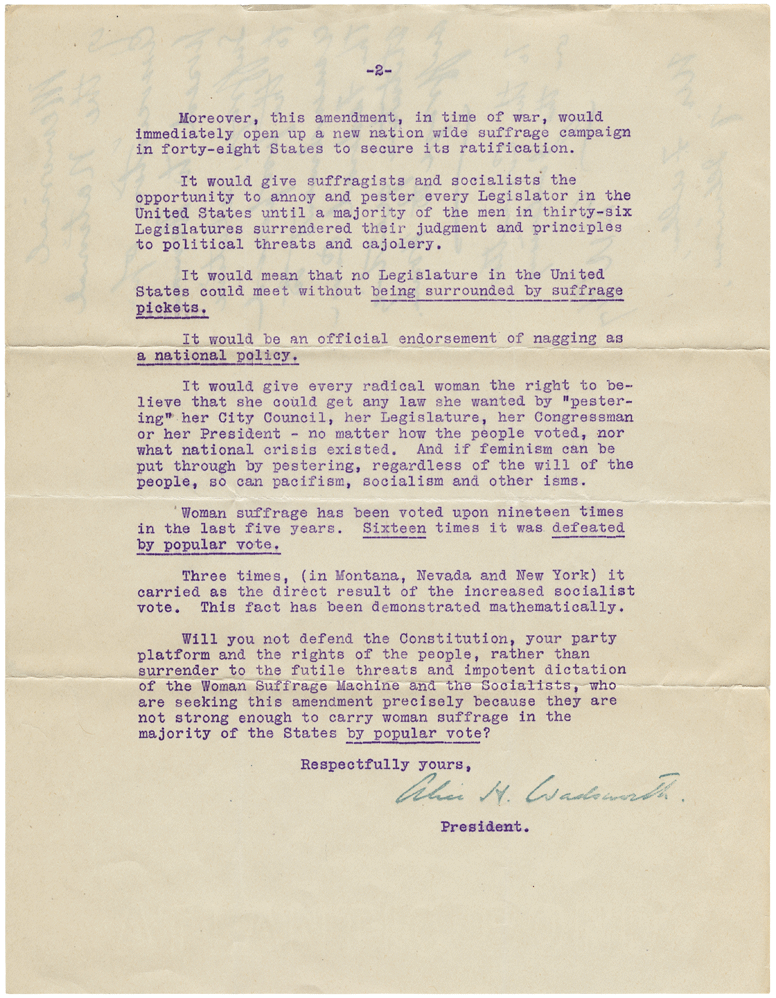 -2-
Moreover, this amendment, in time of war, would
immediately open up a new nation wide suffrage campaign
in forty-eight States to secure its ratification.
It would give suffragists and socialists the
opportunity to annoy and pester every Legislator in the
United States until a majority of the men in thirty-six
Legislatures surrendered their judgment and principles
to political threats and cajolery.
It would mean that no Legislature in the United
States could meet without being surrounded by suffrage
pickets.
It would be an official endorsement of nagging as
a national policy.
It would give every radical woman the right to be-
lieve that she could get any law she wanted by "pester-
ing" her City Council, her Legislature, her Congressman
or her President - no matter how the people voted, nor
what national crisis existed. And if feminism can be
put through by pestering, regardless of the will of the
people, so can pacifism, socialism and other isms.
Woman suffrage has been voted upon nineteen times
in the last five years. Sixteen times it was defeated
by popular vote.
Three times, (in Montana, Nevada and New York) it
carried as the direct result of the increased socialist
vote. This fact has been demonstrated mathematically.
Will you not defend the Constitution, your party
platform and the rights of the people, rather than
surrender to the futile threats and impotent dictation
of the Woman Suffrage Machine and the Socialists, who
are seeking this amendment precisely because they are
not strong enough to carry woman suffrage in the
majority of the States by popular vote?
Respectfully yours,
Alice H. Wadsworth.
President.